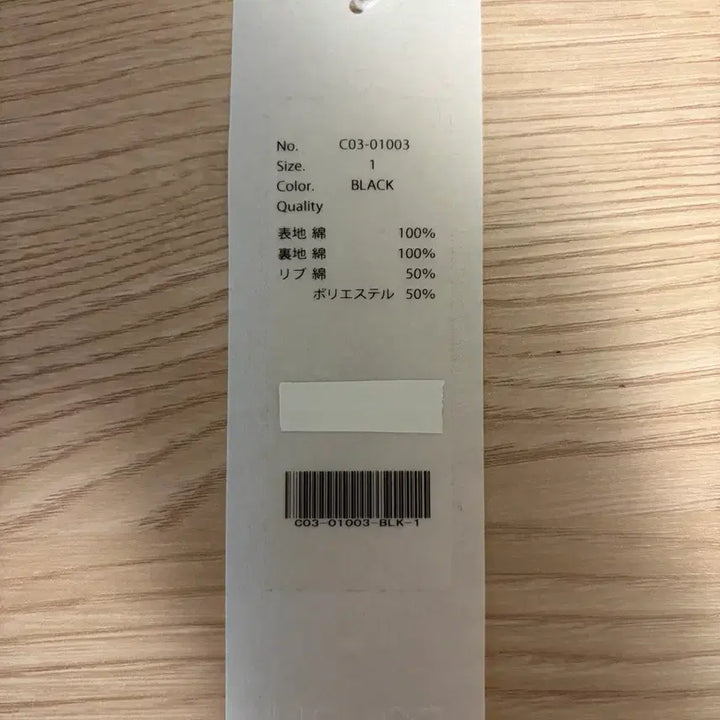 No. C03-01003
Size. 1
Color. BLACK
Quality
表地 綿 100%
裏地 綿 100%
リブ 綿 50%
ポリエステル 50%
C03-01003-BLK-1